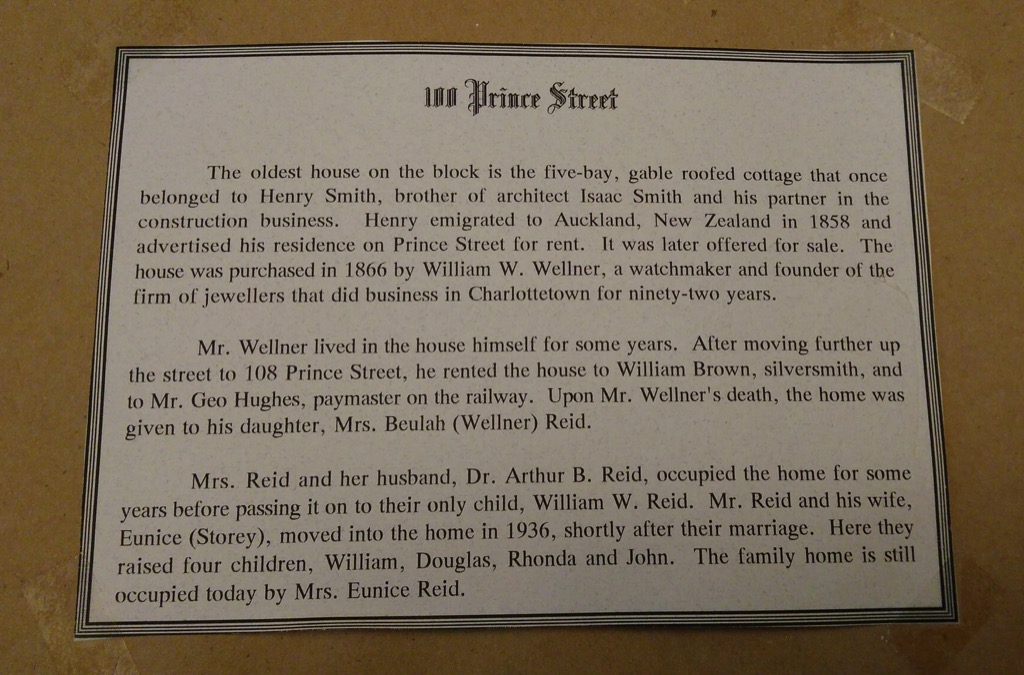 100 Prince Street
The oldest house on the block is the five-bay, gable roofed cottage that once
belonged to Henry Smith, brother of architect Isaac Smith and his partner in the
construction business. Henry emigrated to Auckland, New Zealand in 1858 and
advertised his residence on Prince Street for rent. It was later offered for sale. The
house was purchased in 1866 by William W. Wellner, a watchmaker and founder of the
firm of jewellers that did business in Charlottetown for ninety-two years.
Mr. Wellner lived in the house himself for some years. After moving further up
the street to 108 Prince Street, he rented the house to William Brown, silversmith, and
to Mr. Geo Hughes, paymaster on the railway. Upon Mr. Wellner's death, the home was
given to his daughter, Mrs. Beulah (Wellner) Reid.
Mrs. Reid and her husband, Dr. Arthur B. Reid, occupied the home for some
years before passing it on to their only child, William W. Reid. Mr. Reid and his wife,
Eunice (Storey), moved into the home in 1936, shortly after their marriage. Here they
raised four children, William, Douglas, Rhonda and John. The family home is still
occupied today by Mrs. Eunice Reid.